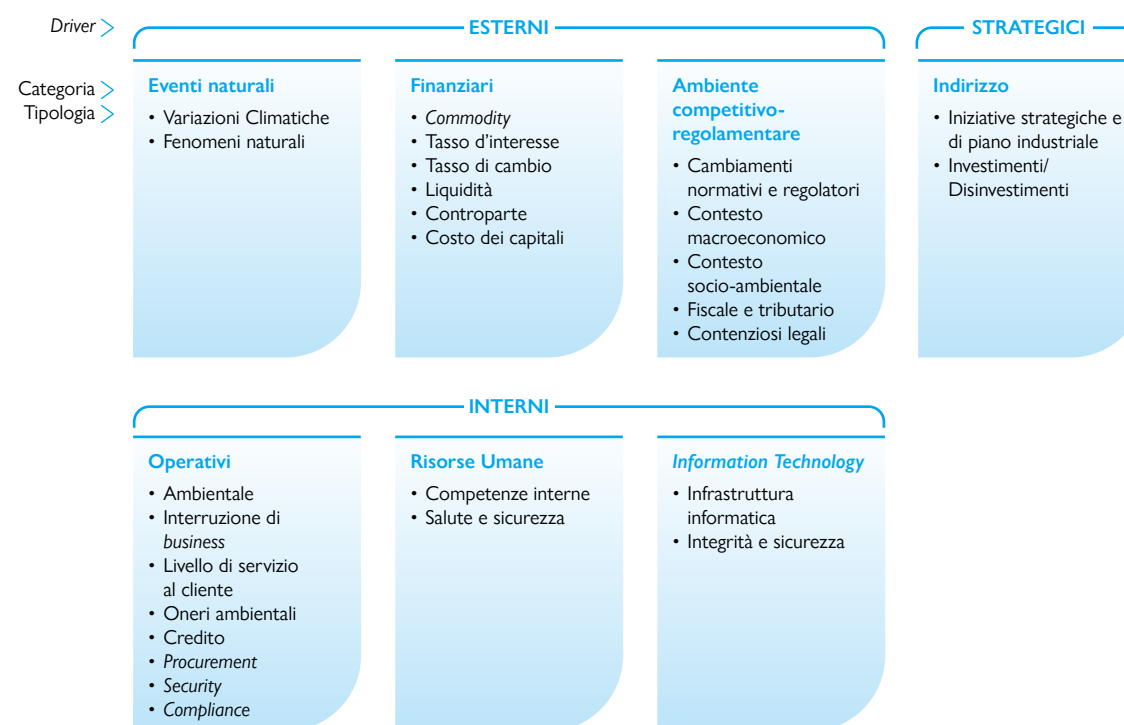 Driver >
ESTERNI
STRATEGICI
Categoria >
Tipologia >
Eventi naturali
• Variazioni Climatiche
• Fenomeni naturali
Finanziari
• Commodity
• Tasso d'interesse
• Tasso di cambio
• Liquidità
• Controparte
• Costo dei capitali
Ambiente
competitivo-
regolamentare
• Cambiamenti
normativi e regolatori
• Contesto
macroeconomico
• Contesto
socio-ambientale
• Fiscale e tributario
• Contenziosi legali
Indirizzo
• Iniziative strategiche e
di piano industriale
• Investimenti/
Disinvestimenti
INTERNI
Operativi
• Ambientale
• Interruzione di
business
• Livello di servizio
al cliente
• Oneri ambientali
• Credito
• Procurement
• Security
• Compliance
Risorse Umane
• Competenze interne
• Salute e sicurezza
Information Technology
• Infrastruttura
informatica
• Integrità e sicurezza